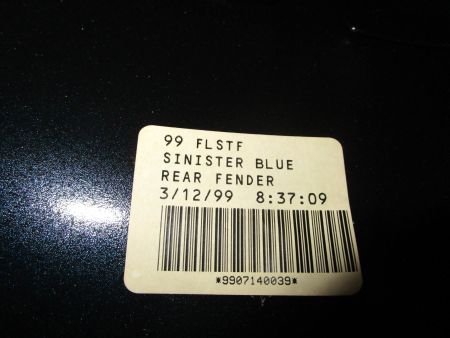 99 FLSTF
SINISTER BLUE
REAR FENDER
3/12/99 8:37:09
*9907140039*